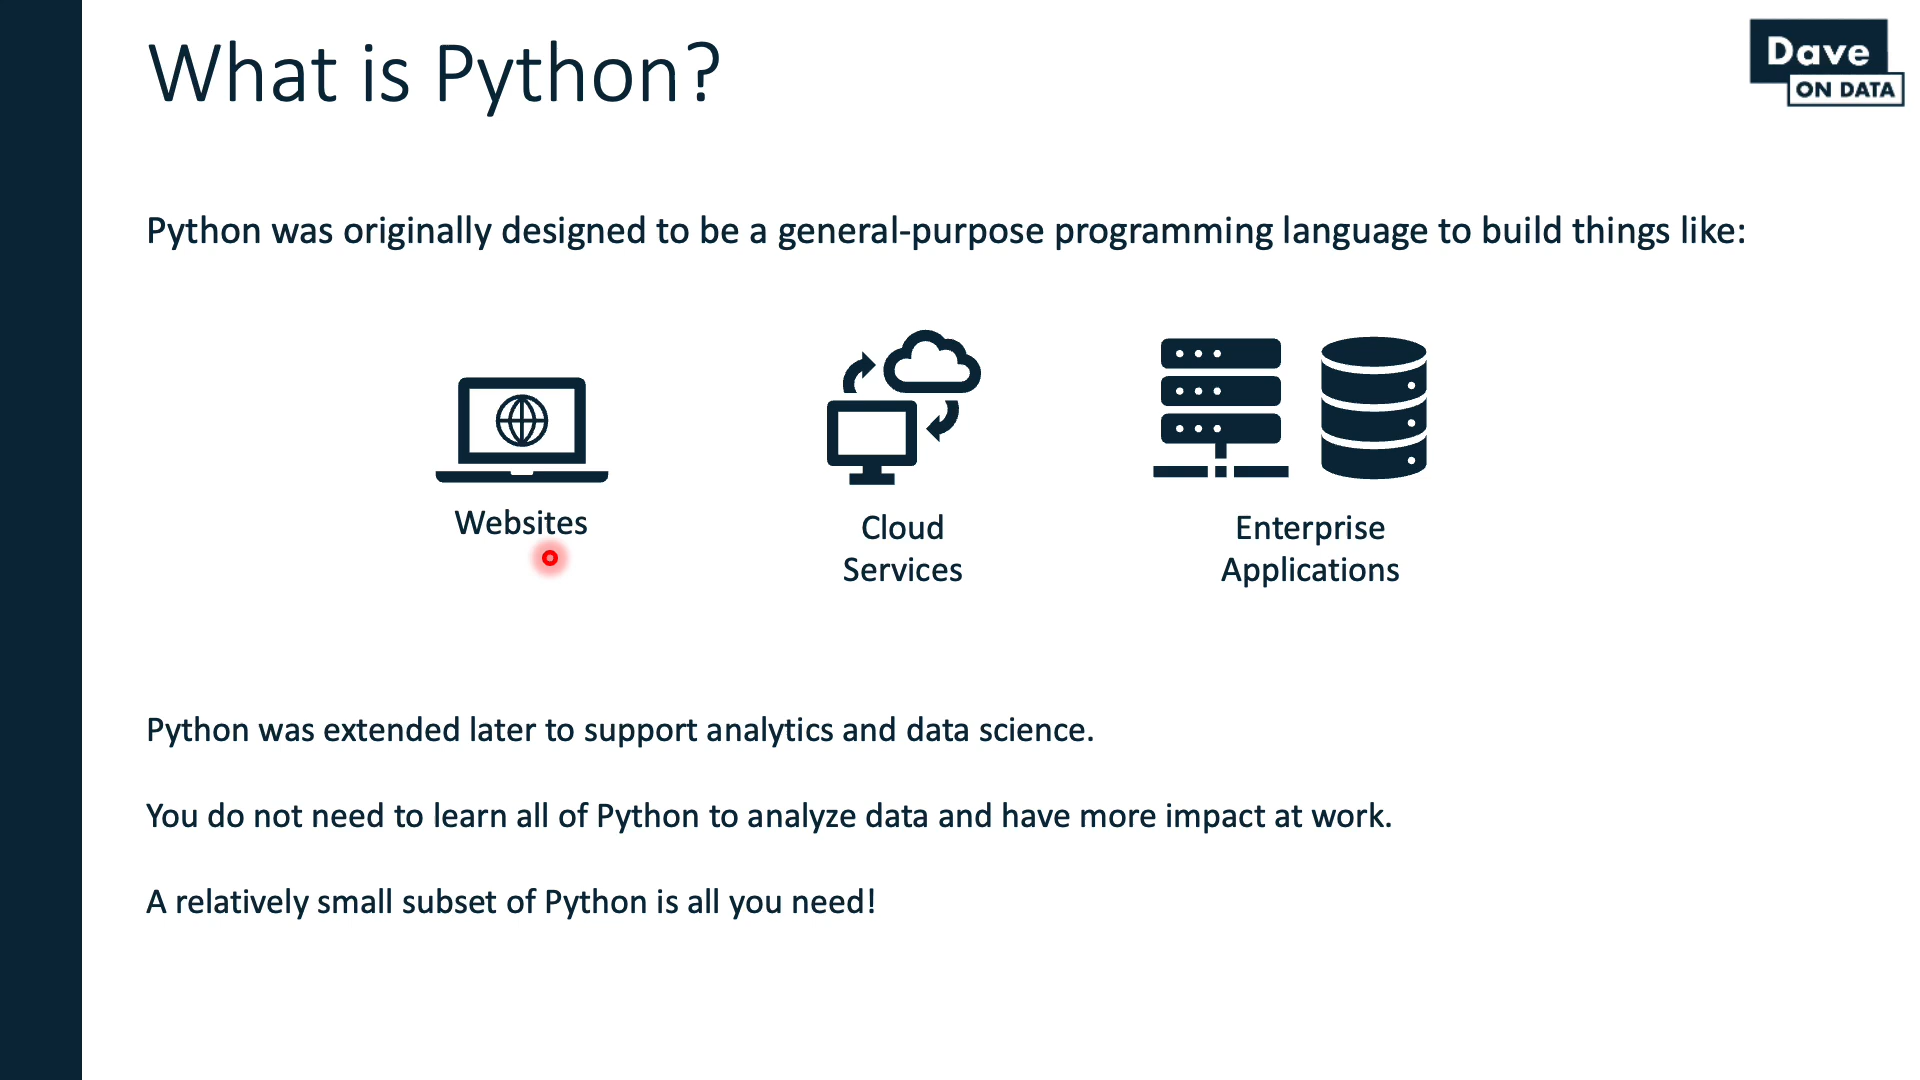 What is Python?
Dave
ON DATA
Python was originally designed to be a general-purpose programming language to build things like:
Websites
Cloud
Services
Enterprise
Applications
Python was extended later to support analytics and data science.
You do not need to learn all of Python to analyze data and have more impact at work.
A relatively small subset of Python is all you need!